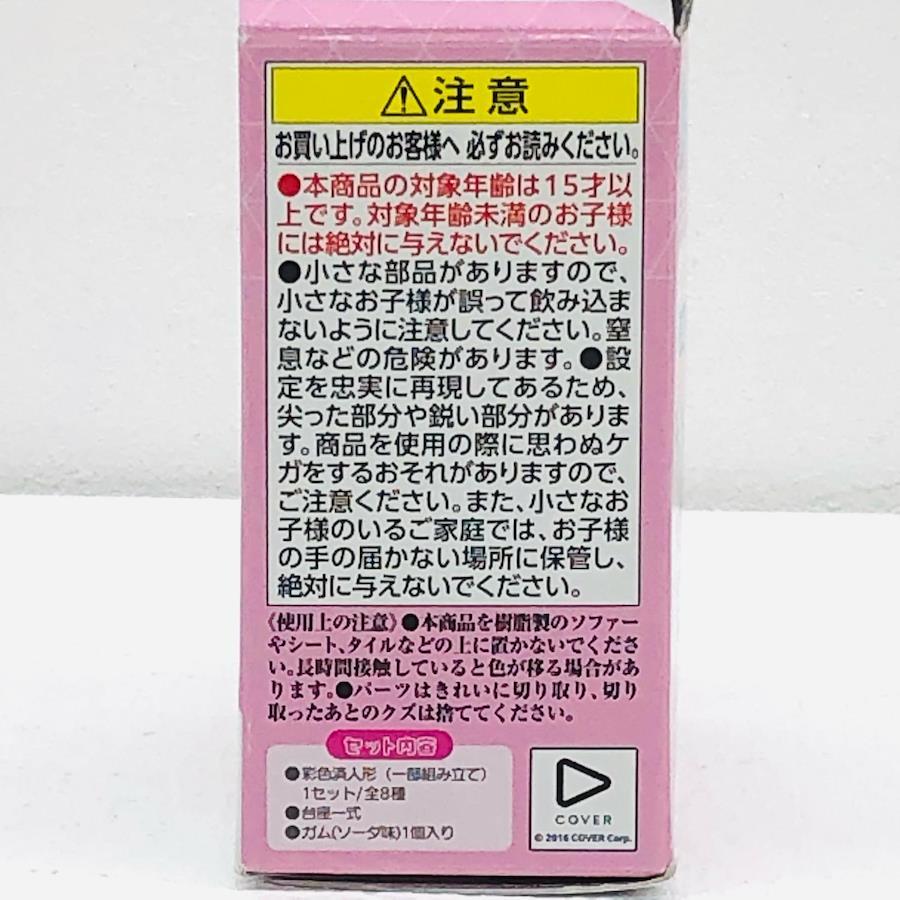 ⚠注意
お買い上げのお客様へ 必ずお読みください。
●本商品の対象年齢は15才以
上です。対象年齢未満のお子様
には絶対に与えないでください。
●小さな部品がありますので、
小さなお子様が誤って飲み込ま
ないように注意してください。窒
息などの危険があります。●設
定を忠実に再現してあるため、
尖った部分や鋭い部分がありま
す。商品を使用の際に思わぬケ
ガをするおそれがありますので、
ご注意ください。また、小さなお
子様のいるご家庭では、お子様
の手の届かない場所に保管し、
絶対に与えないでください。
《使用上の注意》●本商品を樹脂製のソファー
やシート、タイルなどの上に置かないでくださ
い。長時間接触していると色が移る場合があ
ります。●パーツはきれいに切り取り、切り
取ったあとのクズは捨ててください。
セット内容
●彩色済人形（一部組み立て）
1セット/全8種
●台座一式
●ガム(ソーダ味)1個入り
COVER
© 2016 COVER Corp.